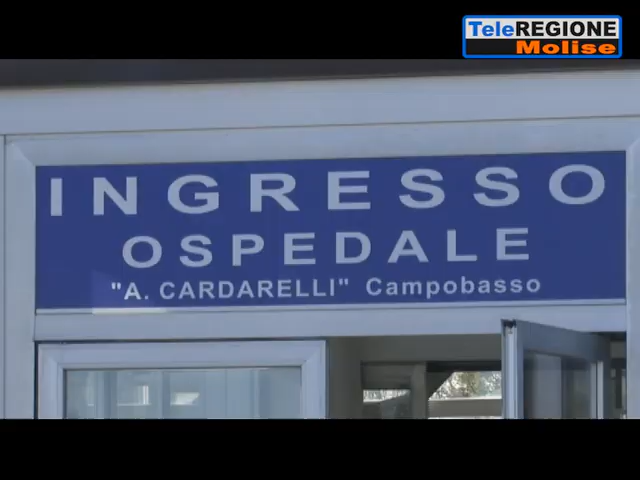 TeleREGIONE
Molise
INGRESSO
OSPEDALE
"A. CARDARELLI" Campobasso